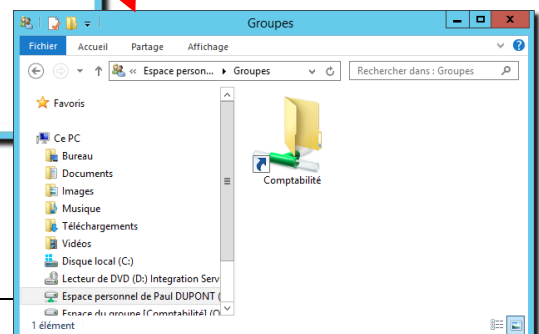 Groupes
Fichier Accueil Partage Affichage
« Espace person... Groupes
Rechercher dans : Groupes
Favoris
Ce PC
Bureau
Documents
Images
Musique
Téléchargements
Vidéos
Disque local (C:)
Lecteur de DVD (D:) Integration Serv
Espace personnel de Paul DUPONT (
Espace du groupe [Comptabilité] (O
Comptabilité
1 élément